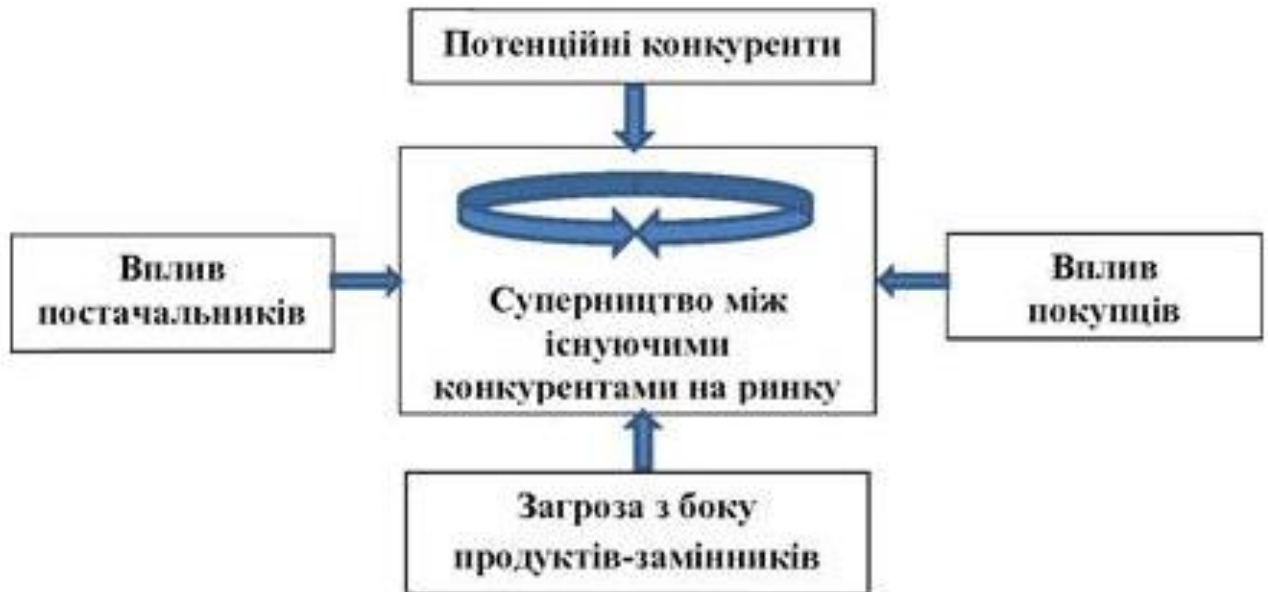 Потенційні конкуренти
Вплив
постачальників
Суперництво між
існуючими
конкурентами на ринку
Вплив
покупців
Загроза з боку
продуктів-замінників